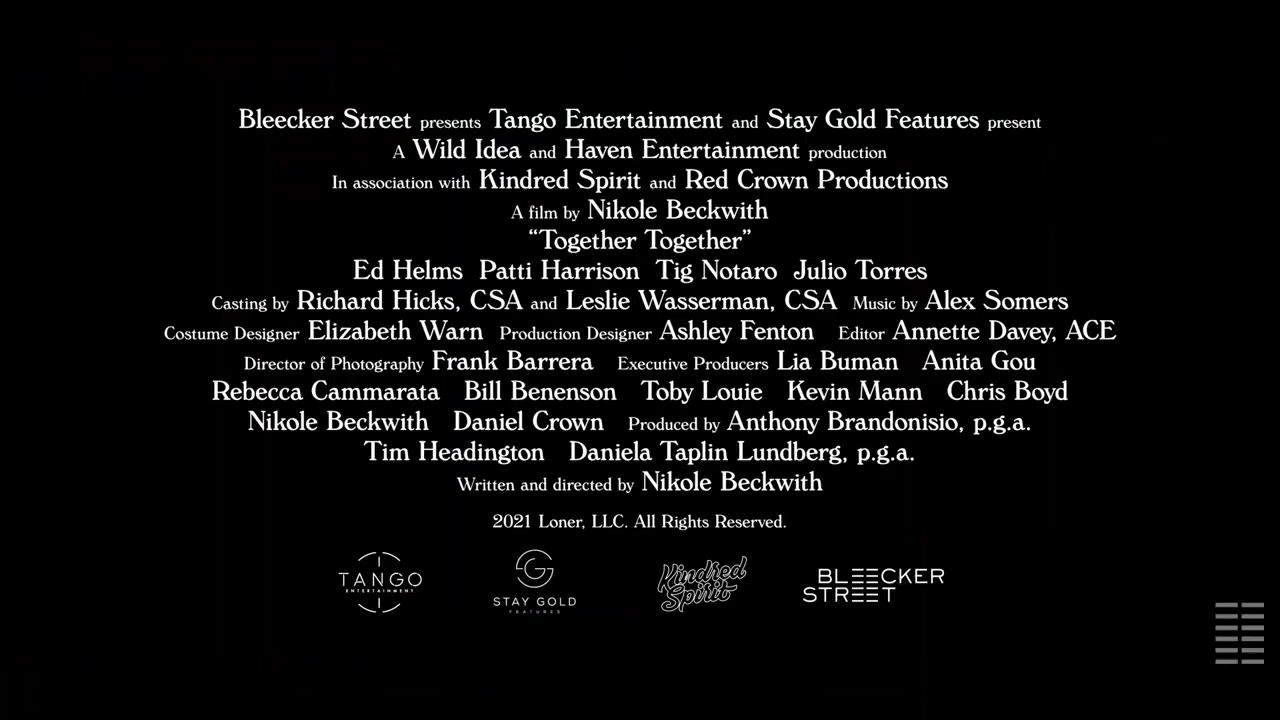 Bleecker Street presents Tango Entertainment and Stay Gold Features present
A Wild Idea and Haven Entertainment production
In association with Kindred Spirit and Red Crown Productions
A film by Nikole Beckwith
“Together Together”
Ed Helms Patti Harrison Tig Notaro Julio Torres
Casting by Richard Hicks, CSA and Leslie Wasserman, CSA Music by Alex Somers
Costume Designer Elizabeth Warn Production Designer Ashley Fenton Editor Annette Davey, ACE
Director of Photography Frank Barrera Executive Producers Lia Buman Anita Gou
Rebecca Cammarata Bill Benenson Toby Louie Kevin Mann Chris Boyd
Nikole Beckwith Daniel Crown Produced by Anthony Brandonisio, p.g.a.
Tim Headington Daniela Taplin Lundberg, p.g.a.
Written and directed by Nikole Beckwith
2021 Loner, LLC. All Rights Reserved.
TANGO
ENTERTAINMENT
STAY GOLD
FEATURES
Kindred
Spirit
BLEECKER
STREET